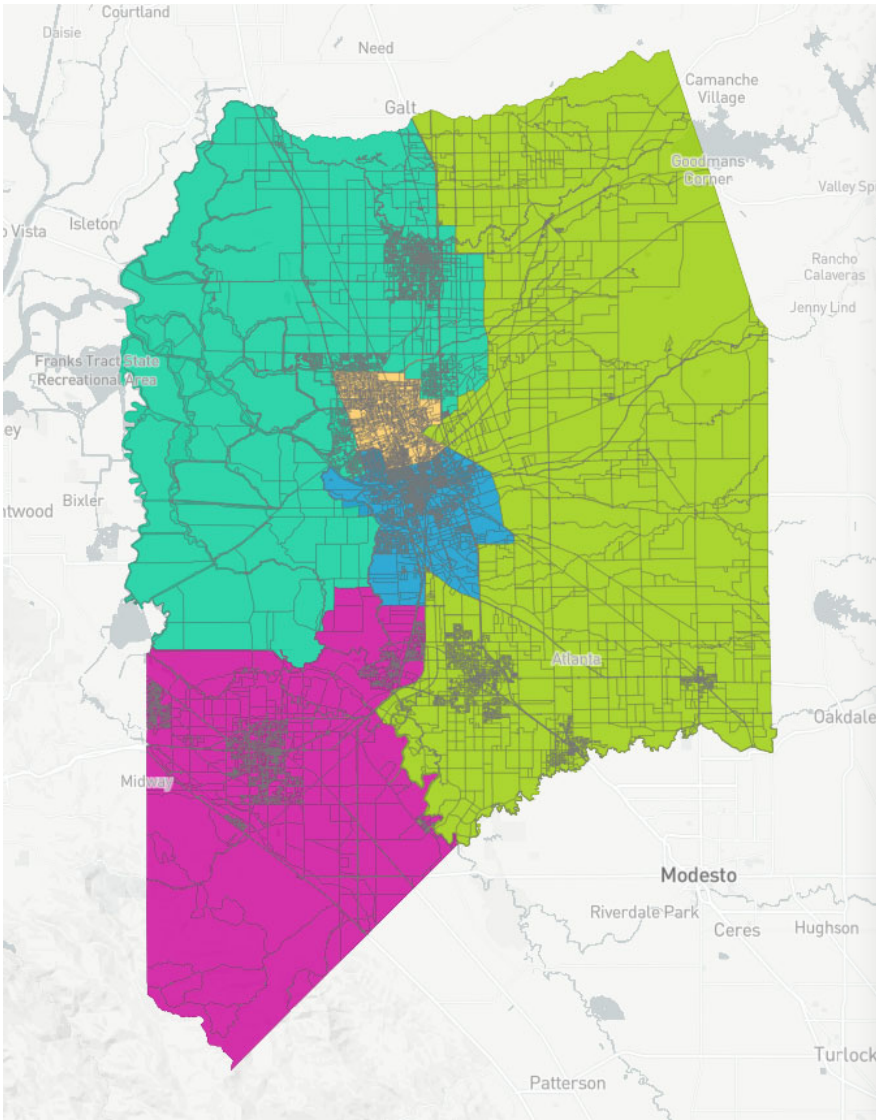 Courtland
Daisie
Need
Camanche
Village
Galt
Goodmans
Corner
Valley Spi
Isleton
o Vista
Rancho
Calaveras
Jenny Lind
Franks Tract State
Recreational Area
ey
Bixler
ntwood
Atlanta
Oakdale
Midway
Modesto
Riverdale Park
Ceres
Hughson
Turlock
Patterson